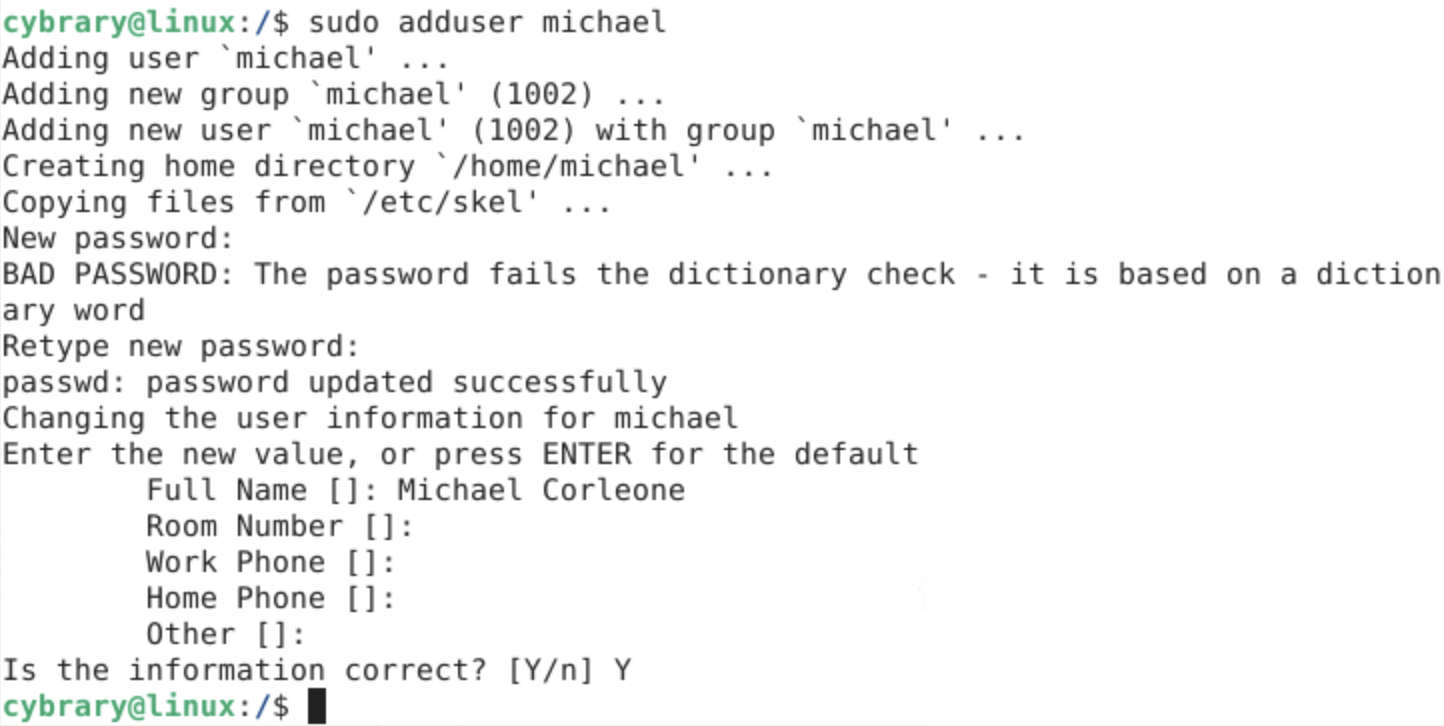 cybrary@linux:/$ sudo adduser michael
Adding user `michael' ...
Adding new group `michael' (1002) ...
Adding new user `michael' (1002) with group `michael' ...
Creating home directory `/home/michael' ...
Copying files from `/etc/skel' ...
New password:
BAD PASSWORD: The password fails the dictionary check - it is based on a diction
ary word
Retype new password:
passwd: password updated successfully
Changing the user information for michael
Enter the new value, or press ENTER for the default
        Full Name []: Michael Corleone
        Room Number []:
        Work Phone []:
        Home Phone []:
        Other []:
Is the information correct? [Y/n] Y
cybrary@linux:/$